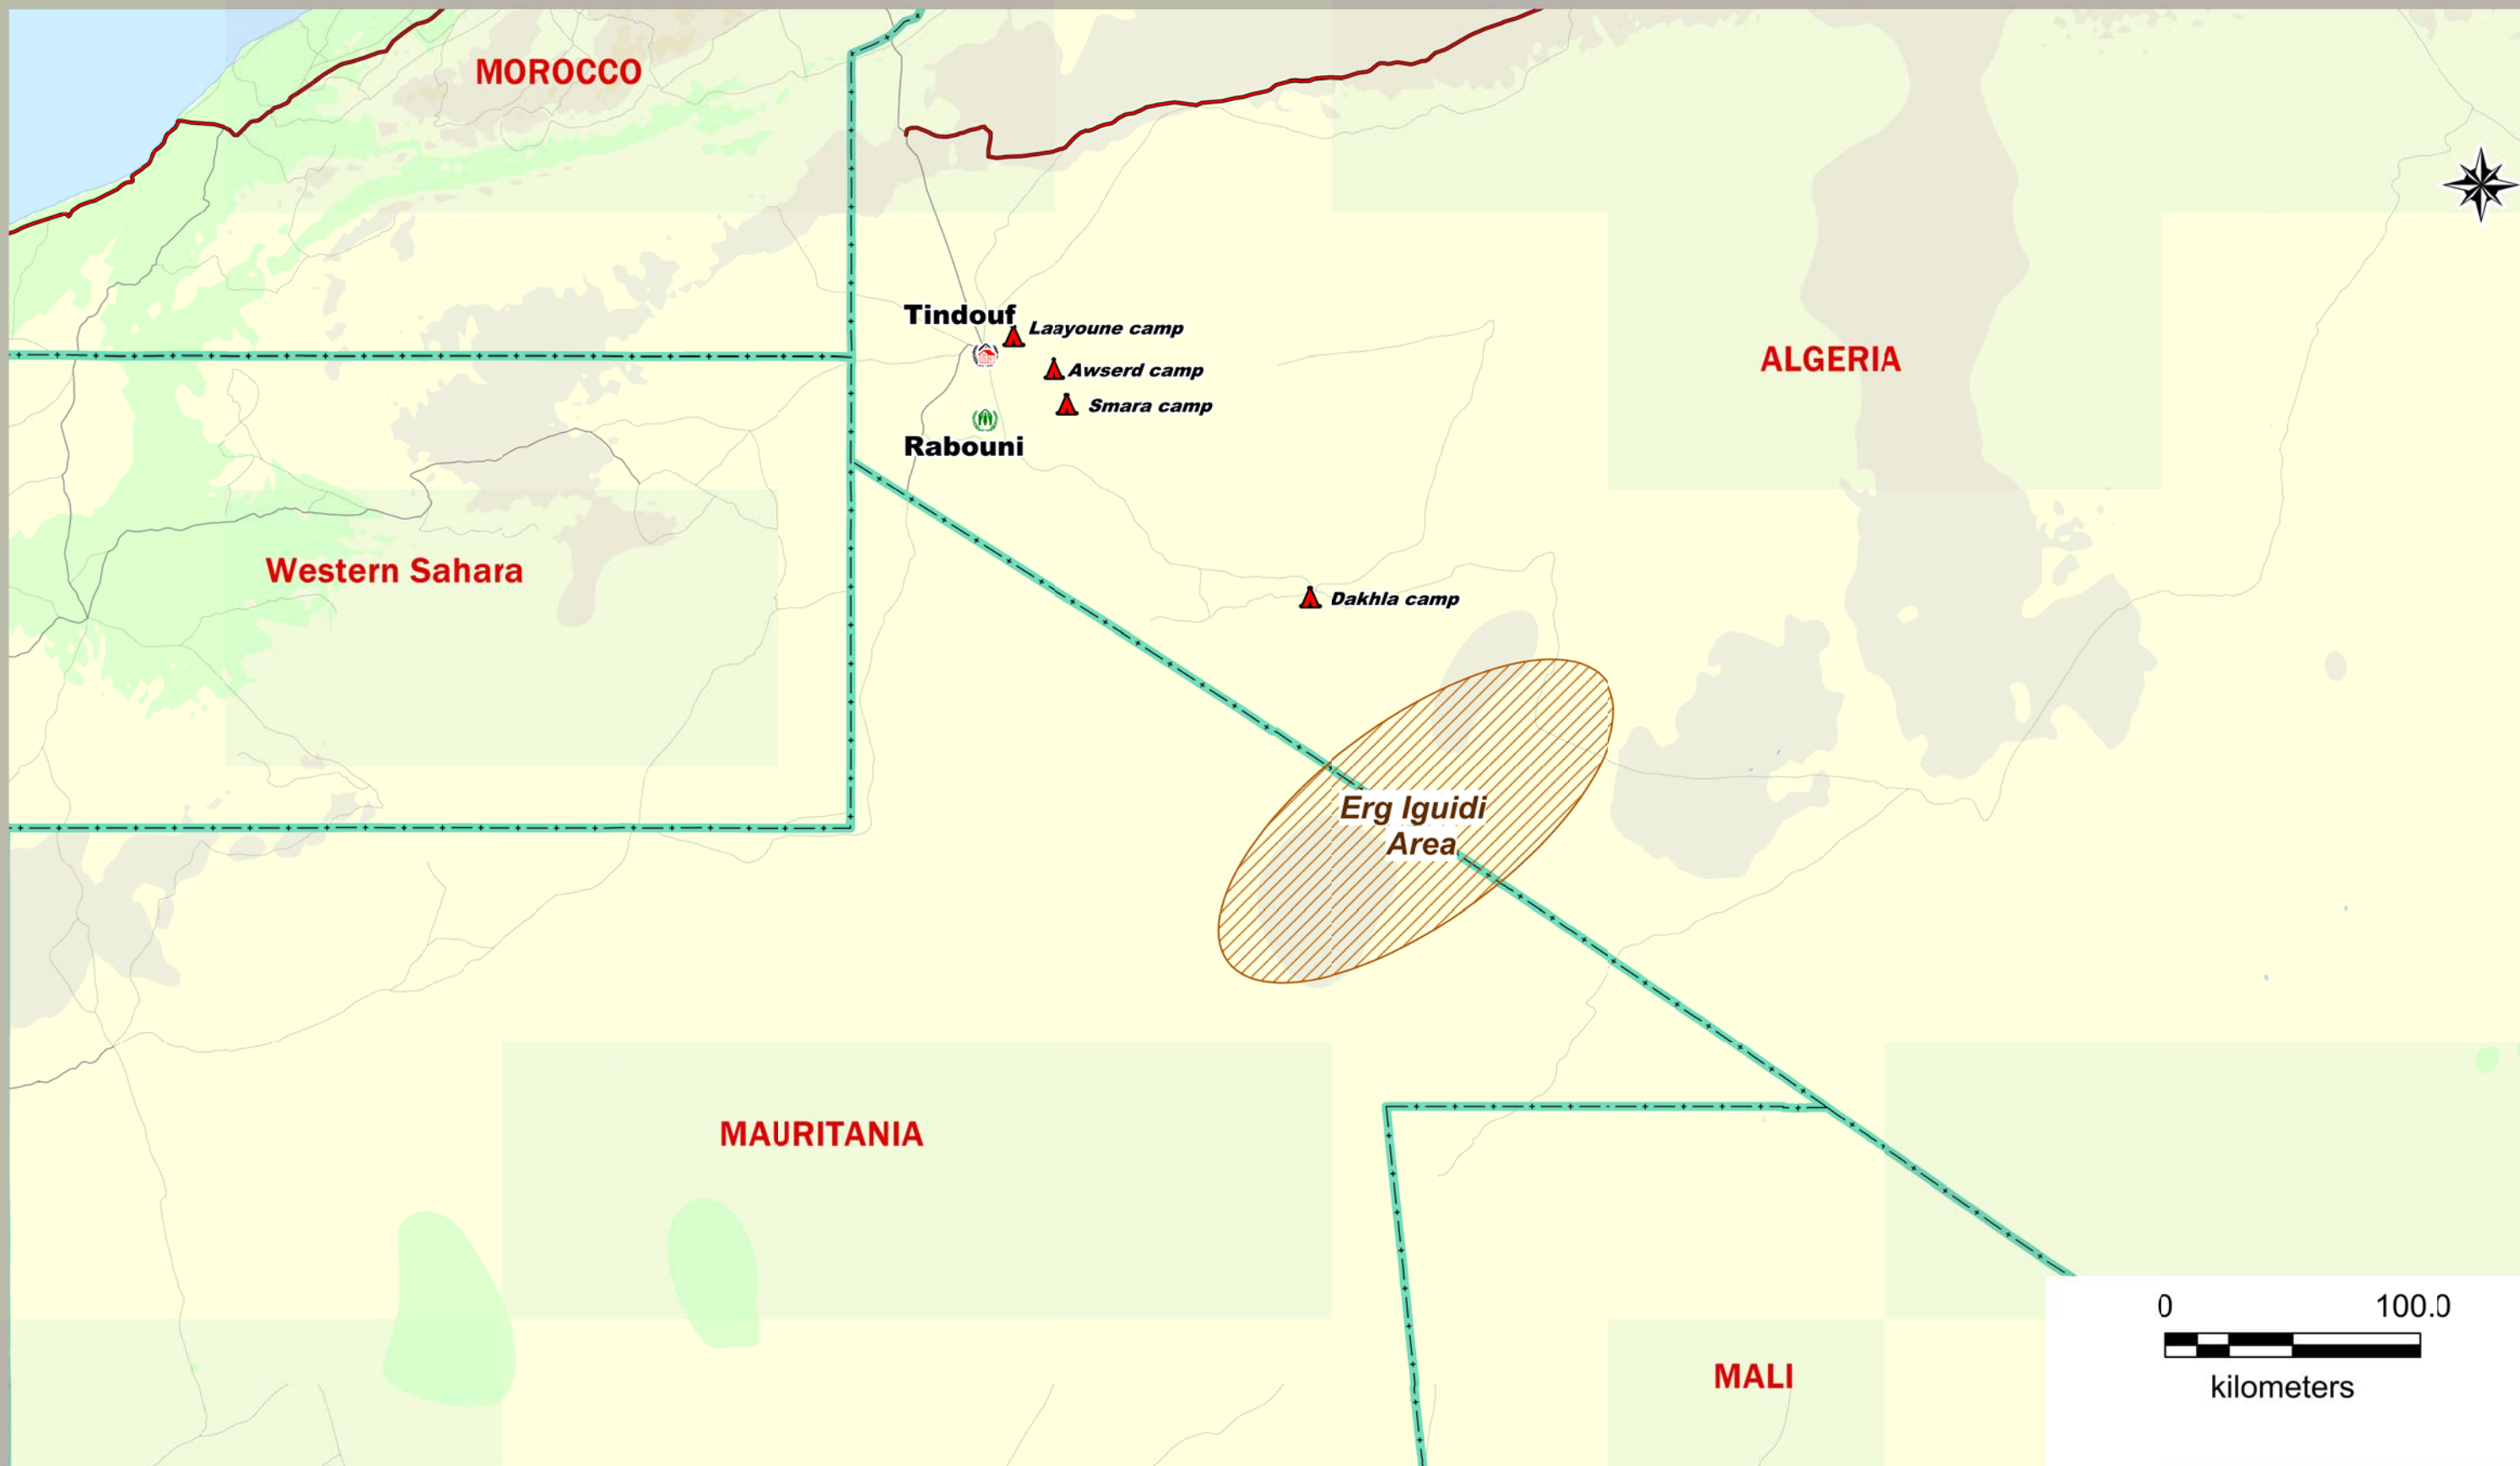 MOROCCO
Tindouf
Laayoune camp
ALGERIA
Awserd camp
Smara camp
Rabouni
Western Sahara
Dakhla camp
Erg Iguidi
Area
MAURITANIA
0 100.0
MALI
kilometers